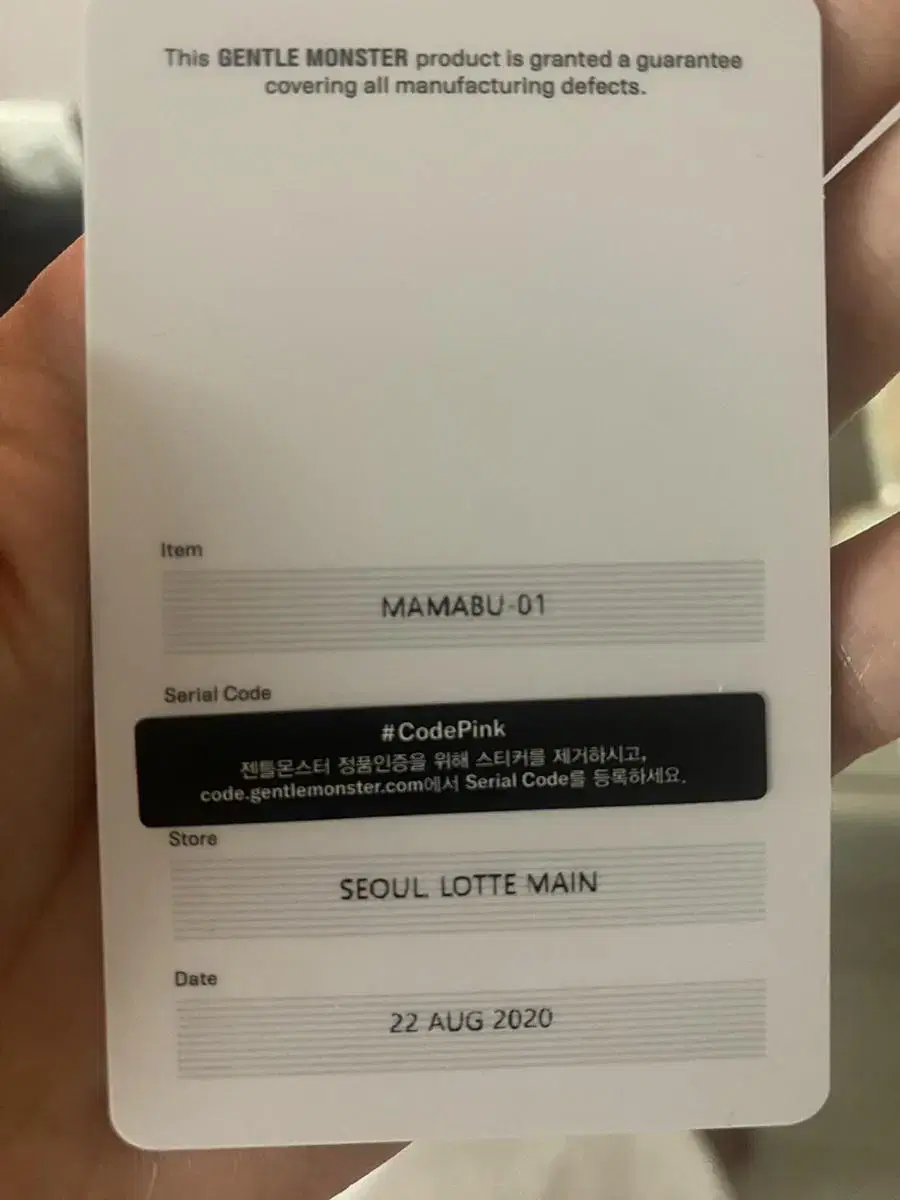 This GENTLE MONSTER product is granted a guarantee
covering all manufacturing defects.
Item
MAMABU-01
Serial Code
#CodePink
젠틀몬스터 정품인증을 위해 스티커를 제거하시고,
code.gentlemonster.com에서 Serial Code를 등록하세요.
Store
SEOUL LOTTE MAIN
Date
22 AUG 2020